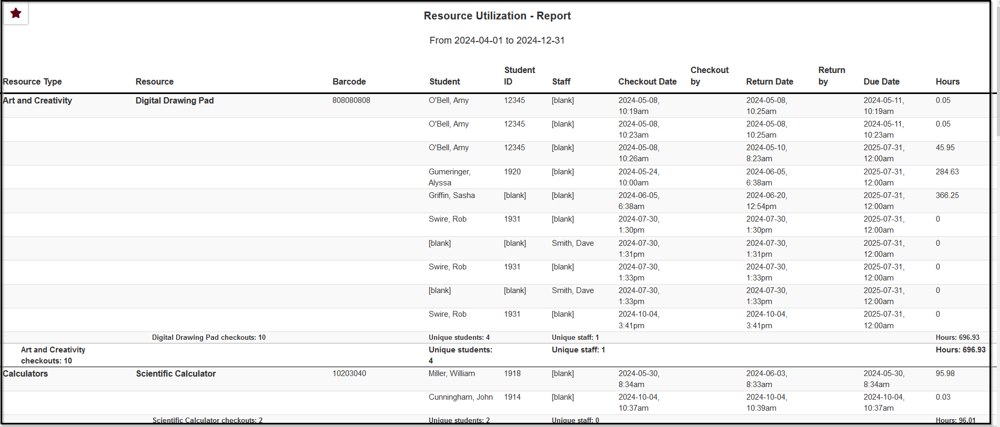 Resource Utilization - Report
From 2024-04-01 to 2024-12-31
Resource Type Resource Barcode Student Student ID Staff Checkout Date Checkout by Return Date Return by Due Date Hours
Art and Creativity Digital Drawing Pad 808080808 O'Bell, Amy 12345 [blank] 2024-05-08, 10:19am 2024-05-08, 10:25am 2024-05-11, 10:19am 0.05
O'Bell, Amy 12345 [blank] 2024-05-08, 10:23am 2024-05-08, 10:25am 2024-05-11, 10:23am 0.05
O'Bell, Amy 12345 [blank] 2024-05-08, 10:26am 2024-05-10, 8:23am 2025-07-31, 12:00am 45.95
Gumeringer, Alyssa 1920 [blank] 2024-05-24, 10:00am 2024-06-05, 6:38am 2025-07-31, 12:00am 284.63
Griffin, Sasha [blank] [blank] 2024-06-05, 6:38am 2024-06-20, 12:54pm 2025-07-31, 12:00am 366.25
Swire, Rob 1931 [blank] 2024-07-30, 1:30pm 2024-07-30, 1:30pm 2025-07-31, 12:00am 0
[blank] [blank] Smith, Dave 2024-07-30, 1:31pm 2024-07-30, 1:31pm 2025-07-31, 12:00am 0
Swire, Rob 1931 [blank] 2024-07-30, 1:33pm 2024-07-30, 1:33pm 2025-07-31, 12:00am 0
[blank] [blank] Smith, Dave 2024-07-30, 1:33pm 2024-07-30, 1:33pm 2025-07-31, 12:00am 0
Swire, Rob 1931 [blank] 2024-10-04, 3:41pm 2024-10-04, 3:41pm 2025-07-31, 12:00am 0
Digital Drawing Pad checkouts: 10 Unique students: 4 Unique staff: 1 Hours: 696.93
Art and Creativity checkouts: 10 Unique students: 4 Unique staff: 1 Hours: 696.93
Calculators Scientific Calculator 10203040 Miller, William 1918 [blank] 2024-05-30, 8:34am 2024-06-03, 8:33am 2024-05-30, 8:34am 95.98
Cunningham, John 1914 [blank] 2024-10-04, 10:37am 2024-10-04, 10:39am 2024-10-04, 10:37am 0.03
Scientific Calculator checkouts: 2 Unique students: 2 Unique staff: 0 Hours: 96.01